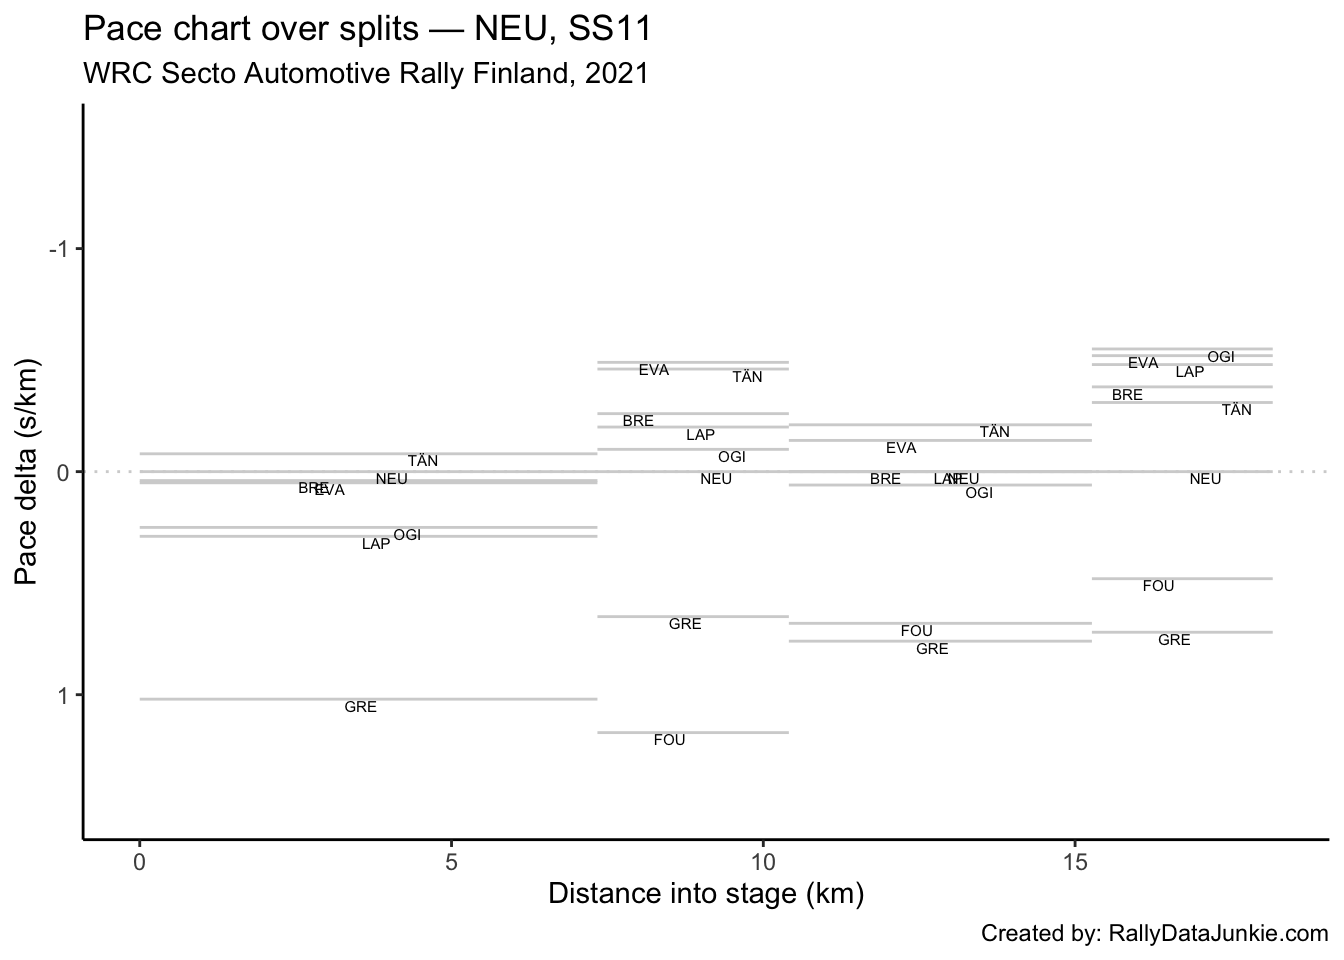 Pace chart over splits — NEU, SS11
WRC Secto Automotive Rally Finland, 2021
Pace delta (s/km)
-1
0
1
TÄN
NEU
BRE
EVA
OGI
LAP
GRE
EVA
TÄN
BRE
LAP
OGI
NEU
GRE
FOU
TÄN
EVA
BRE
LAP
NEU
OGI
FOU
GRE
OGI
EVA
LAP
BRE
TÄN
NEU
FOU
GRE
0 5 10 15
Distance into stage (km)
Created by: RallyDataJunkie.com